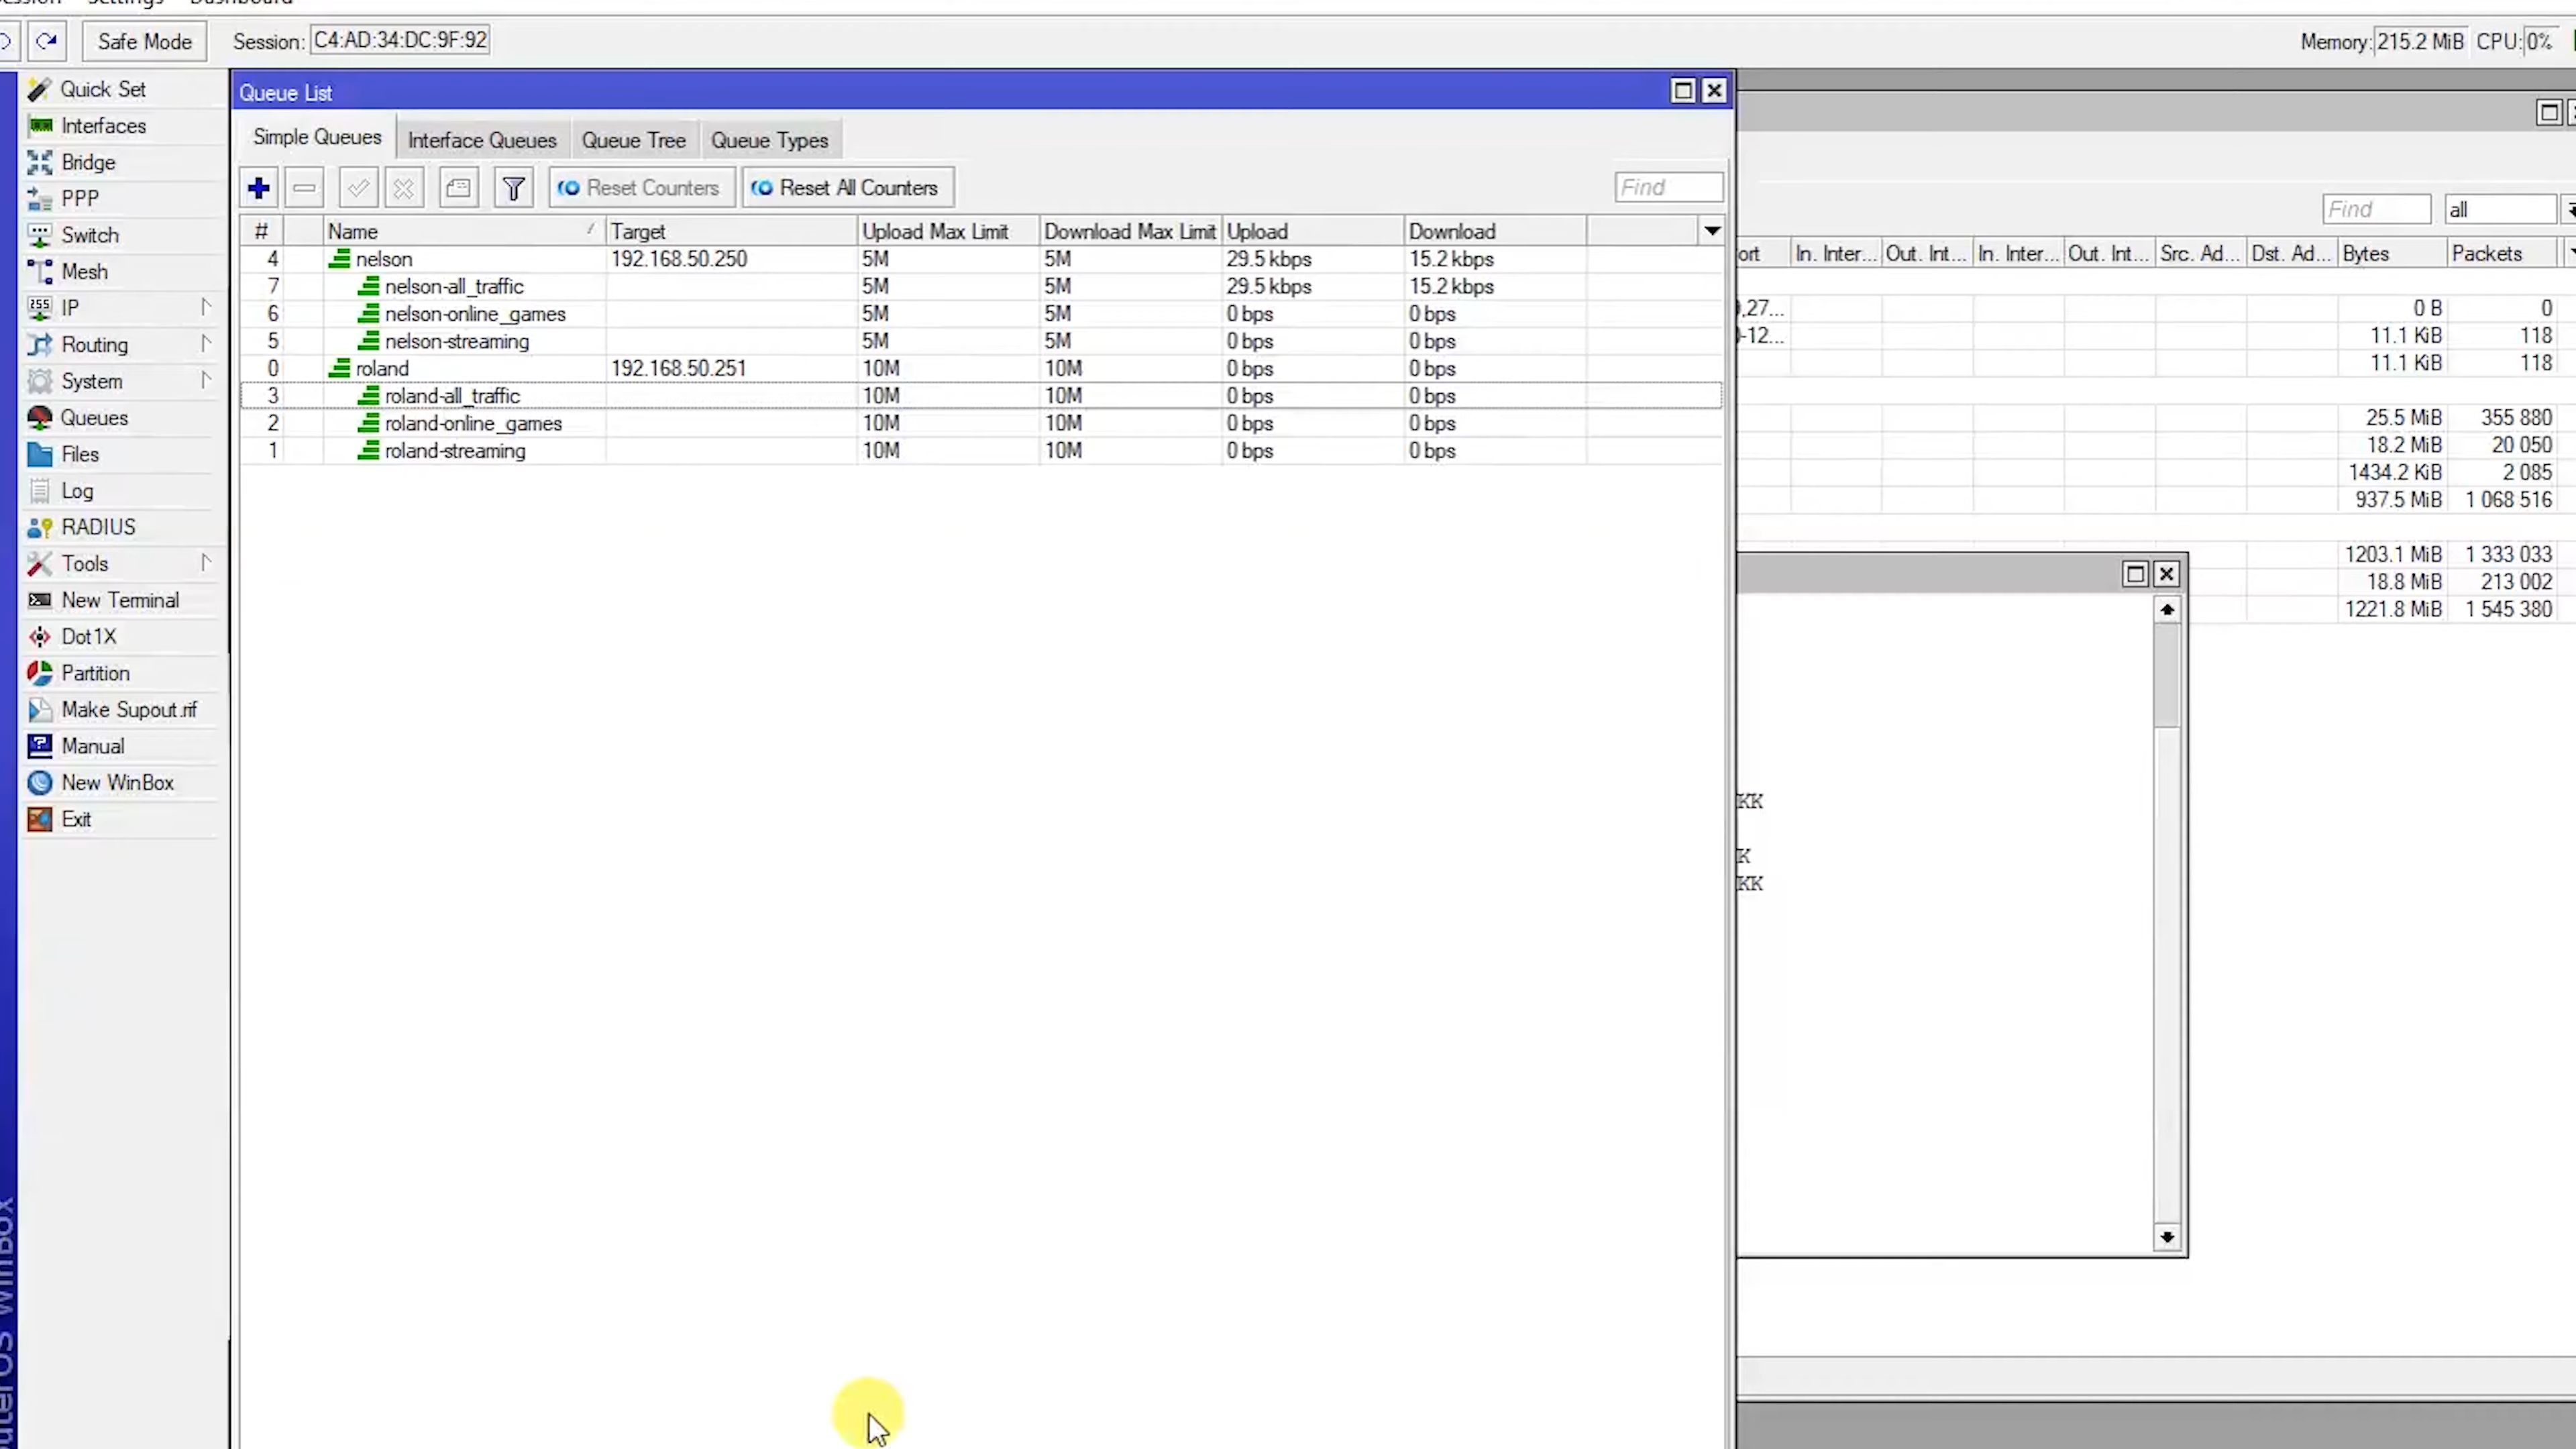 Session Settings Dashboard
Safe Mode Session: C4:AD:34:DC:9F:92 Memory: 215.2 MiB CPU: 0%
Quick Set
Interfaces
Bridge
PPP
Switch
Mesh
IP
Routing
System
Queues
Files
Log
RADIUS
Tools
New Terminal
Dot1X
Partition
Make Supout.rif
Manual
New WinBox
Exit
RouterOS WinBox
Queue List
Simple Queues Interface Queues Queue Tree Queue Types
Reset Counters Reset All Counters Find
# Name Target Upload Max Limit Download Max Limit Upload Download
4 nelson 192.168.50.250 5M 5M 29.5 kbps 15.2 kbps
7 nelson-all_traffic 5M 5M 29.5 kbps 15.2 kbps
6 nelson-online_games 5M 5M 0 bps 0 bps
5 nelson-streaming 5M 5M 0 bps 0 bps
0 roland 192.168.50.251 10M 10M 0 bps 0 bps
3 roland-all_traffic 10M 10M 0 bps 0 bps
2 roland-online_games 10M 10M 0 bps 0 bps
1 roland-streaming 10M 10M 0 bps 0 bps
Find all
ort In. Inter... Out. Int... In. Inter... Out. Int... Src. Ad... Dst. Ad... Bytes Packets
,27... 0 B 0
-12... 11.1 KiB 118
11.1 KiB 118
25.5 MiB 355 880
18.2 MiB 20 050
1434.2 KiB 2 085
937.5 MiB 1 068 516
1203.1 MiB 1 333 033
18.8 MiB 213 002
1221.8 MiB 1 545 380
KK
K
KK